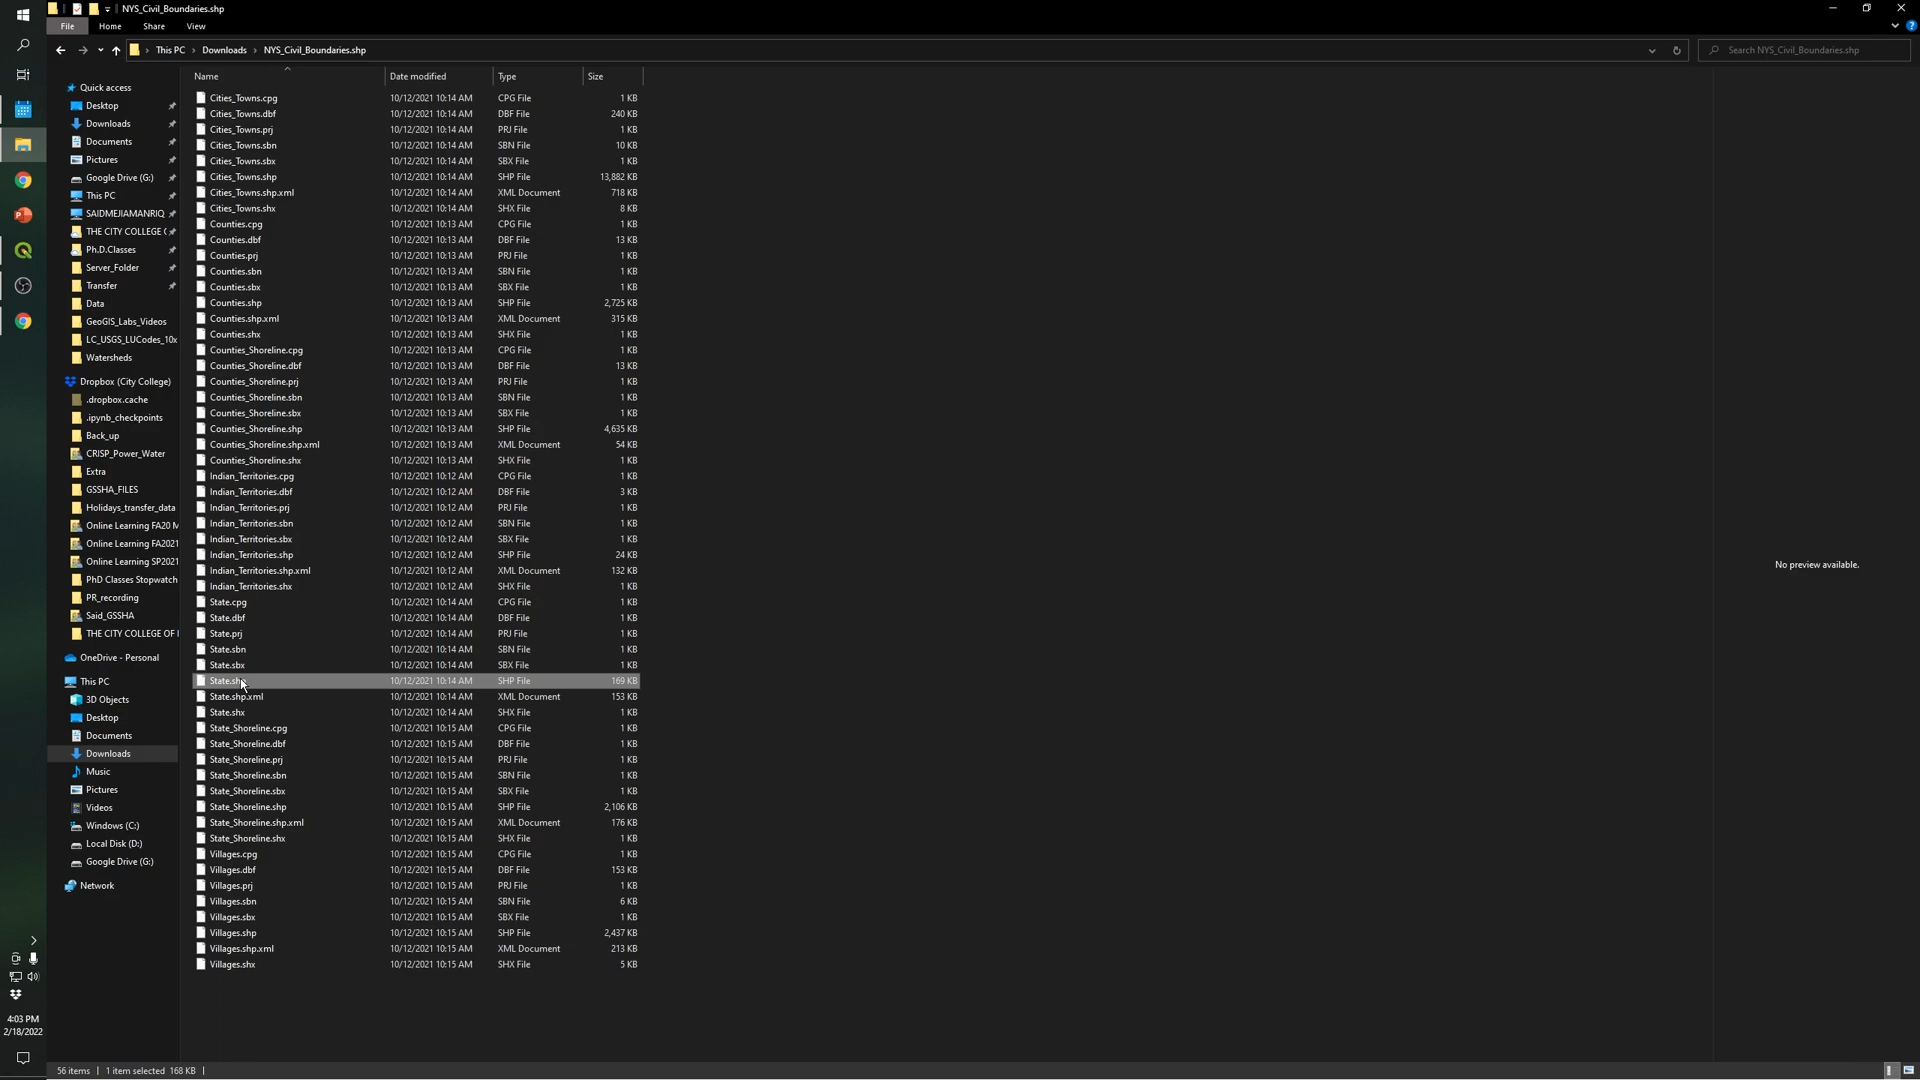 NYS_Civil_Boundaries.shp
File Home Share View
This PC Downloads NYS_Civil_Boundaries.shp Search NYS_Civil_Boundaries.shp
Quick access
Desktop
Downloads
Documents
Pictures
Google Drive (G:)
This PC
SAIDMEJIAMANRIQ
THE CITY COLLEGE
Ph.D.Classes
Server_Folder
Transfer
Data
GeoGIS_Labs_Videos
LC_USGS_LUCodes_10x
Watersheds
Dropbox (City College)
.dropbox.cache
.ipynb_checkpoints
Back_up
CRISP_Power_Water
Extra
GSSHA_FILES
Holidays_transfer_data
Online Learning FA20 M
Online Learning FA2021
Online Learning SP2021
PhD Classes Stopwatch
PR_recording
Said_GSSHA
THE CITY COLLEGE OF
OneDrive - Personal
This PC
3D Objects
Desktop
Documents
Downloads
Music
Pictures
Videos
Windows (C:)
Local Disk (D:)
Google Drive (G:)
Network
Name Date modified Type Size
Cities_Towns.cpg 10/12/2021 10:14 AM CPG File 1 KB
Cities_Towns.dbf 10/12/2021 10:14 AM DBF File 240 KB
Cities_Towns.prj 10/12/2021 10:14 AM PRJ File 1 KB
Cities_Towns.sbn 10/12/2021 10:14 AM SBN File 10 KB
Cities_Towns.sbx 10/12/2021 10:14 AM SBX File 1 KB
Cities_Towns.shp 10/12/2021 10:14 AM SHP File 13,882 KB
Cities_Towns.shp.xml 10/12/2021 10:14 AM XML Document 718 KB
Cities_Towns.shx 10/12/2021 10:14 AM SHX File 8 KB
Counties.cpg 10/12/2021 10:13 AM CPG File 1 KB
Counties.dbf 10/12/2021 10:13 AM DBF File 13 KB
Counties.prj 10/12/2021 10:13 AM PRJ File 1 KB
Counties.sbn 10/12/2021 10:13 AM SBN File 1 KB
Counties.sbx 10/12/2021 10:13 AM SBX File 1 KB
Counties.shp 10/12/2021 10:13 AM SHP File 2,725 KB
Counties.shp.xml 10/12/2021 10:13 AM XML Document 315 KB
Counties.shx 10/12/2021 10:13 AM SHX File 1 KB
Counties_Shoreline.cpg 10/12/2021 10:13 AM CPG File 1 KB
Counties_Shoreline.dbf 10/12/2021 10:13 AM DBF File 13 KB
Counties_Shoreline.prj 10/12/2021 10:13 AM PRJ File 1 KB
Counties_Shoreline.sbn 10/12/2021 10:13 AM SBN File 1 KB
Counties_Shoreline.sbx 10/12/2021 10:13 AM SBX File 1 KB
Counties_Shoreline.shp 10/12/2021 10:13 AM SHP File 4,635 KB
Counties_Shoreline.shp.xml 10/12/2021 10:13 AM XML Document 54 KB
Counties_Shoreline.shx 10/12/2021 10:13 AM SHX File 1 KB
Indian_Territories.cpg 10/12/2021 10:12 AM CPG File 1 KB
Indian_Territories.dbf 10/12/2021 10:12 AM DBF File 3 KB
Indian_Territories.prj 10/12/2021 10:12 AM PRJ File 1 KB
Indian_Territories.sbn 10/12/2021 10:12 AM SBN File 1 KB
Indian_Territories.sbx 10/12/2021 10:12 AM SBX File 1 KB
Indian_Territories.shp 10/12/2021 10:12 AM SHP File 24 KB
Indian_Territories.shp.xml 10/12/2021 10:12 AM XML Document 132 KB
Indian_Territories.shx 10/12/2021 10:12 AM SHX File 1 KB
State.cpg 10/12/2021 10:14 AM CPG File 1 KB
State.dbf 10/12/2021 10:14 AM DBF File 1 KB
State.prj 10/12/2021 10:14 AM PRJ File 1 KB
State.sbn 10/12/2021 10:14 AM SBN File 1 KB
State.sbx 10/12/2021 10:14 AM SBX File 1 KB
State.shp 10/12/2021 10:14 AM SHP File 169 KB
State.shp.xml 10/12/2021 10:14 AM XML Document 153 KB
State.shx 10/12/2021 10:14 AM SHX File 1 KB
State_Shoreline.cpg 10/12/2021 10:15 AM CPG File 1 KB
State_Shoreline.dbf 10/12/2021 10:15 AM DBF File 1 KB
State_Shoreline.prj 10/12/2021 10:15 AM PRJ File 1 KB
State_Shoreline.sbn 10/12/2021 10:15 AM SBN File 1 KB
State_Shoreline.sbx 10/12/2021 10:15 AM SBX File 1 KB
State_Shoreline.shp 10/12/2021 10:15 AM SHP File 2,106 KB
State_Shoreline.shp.xml 10/12/2021 10:15 AM XML Document 176 KB
State_Shoreline.shx 10/12/2021 10:15 AM SHX File 1 KB
Villages.cpg 10/12/2021 10:15 AM CPG File 1 KB
Villages.dbf 10/12/2021 10:15 AM DBF File 153 KB
Villages.prj 10/12/2021 10:15 AM PRJ File 1 KB
Villages.sbn 10/12/2021 10:15 AM SBN File 6 KB
Villages.sbx 10/12/2021 10:15 AM SBX File 1 KB
Villages.shp 10/12/2021 10:15 AM SHP File 2,437 KB
Villages.shp.xml 10/12/2021 10:15 AM XML Document 213 KB
Villages.shx 10/12/2021 10:15 AM SHX File 5 KB
No preview available.
4:03 PM
2/18/2022
56 items 1 item selected 168 KB